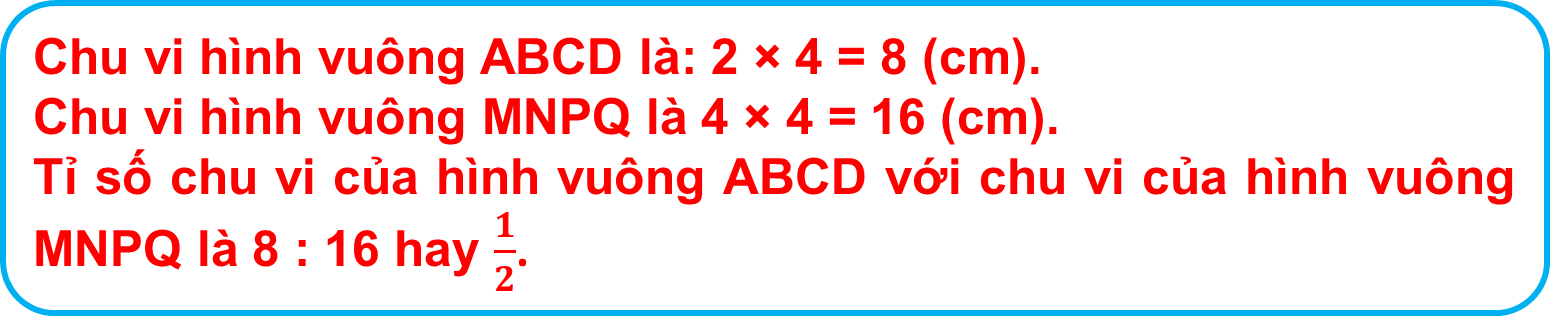 Chu vi hình vuông ABCD là: 2 × 4 = 8 (cm).
Chu vi hình vuông MNPQ là 4 × 4 = 16 (cm).
Tỉ số chu vi của hình vuông ABCD với chu vi của hình vuông
MNPQ là 8 : 16 hay 1/2.